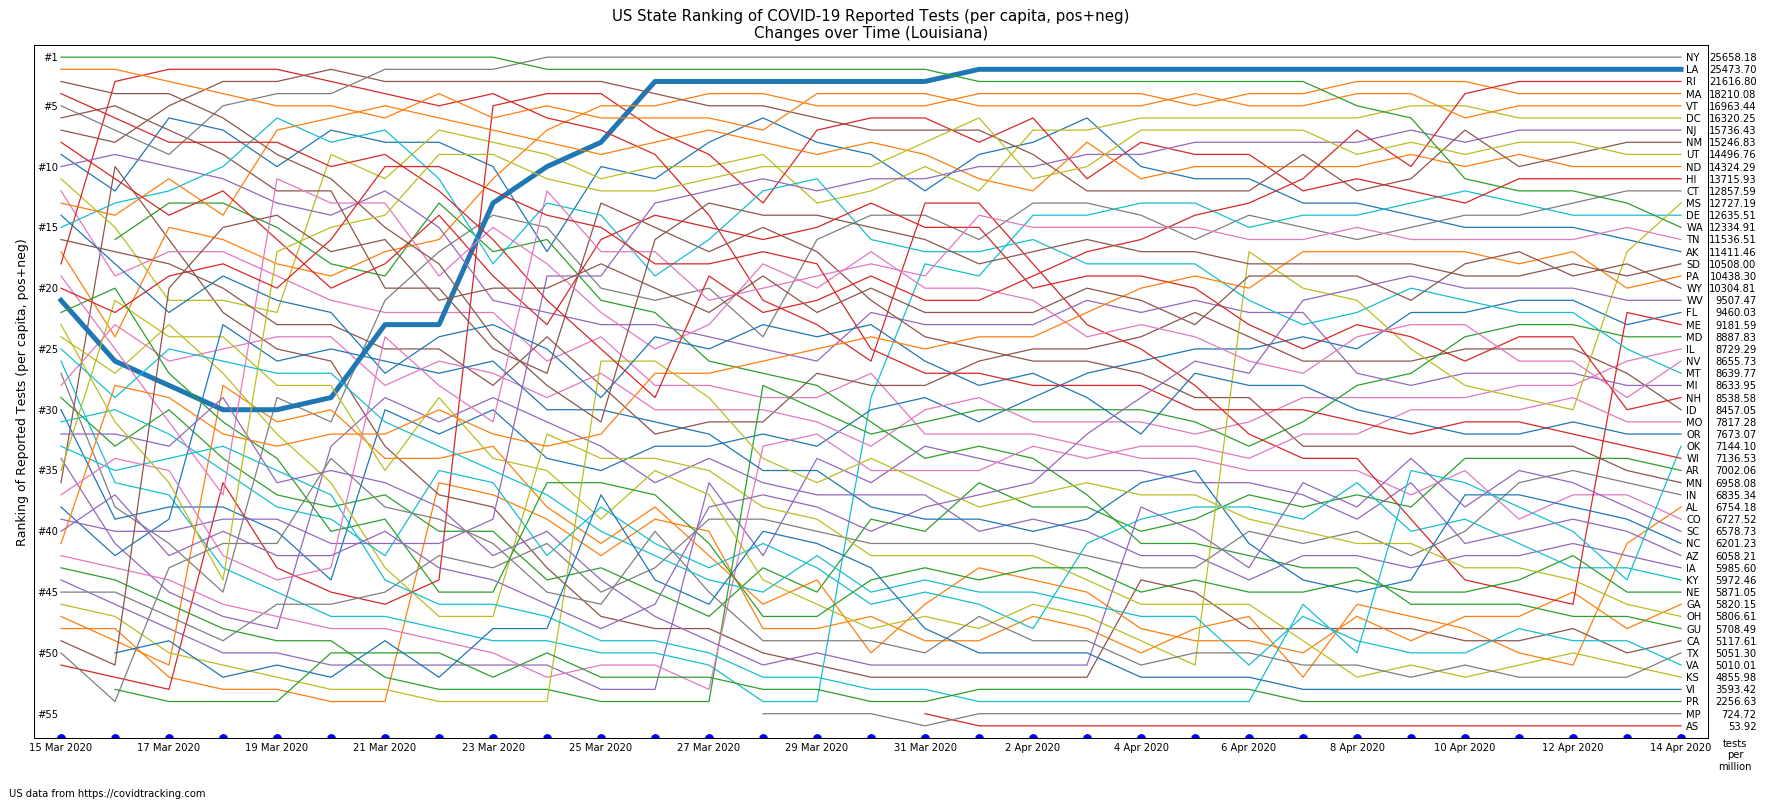 US State Ranking of COVID-19 Reported Tests (per capita, pos+neg)
Changes over Time (Louisiana)
Ranking of Reported Tests (per capita, pos+neg)
#1
#5
#10
#15
#20
#25
#30
#35
#40
#45
#50
#55
NY 25658.18
LA 25473.70
RI 21616.80
MA 18210.08
VT 16963.44
DC 16320.25
NJ 15736.43
NM 15246.83
UT 14496.76
ND 14324.29
HI 13715.93
CT 12857.59
MS 12727.19
DE 12635.51
WA 12334.91
TN 11536.51
AK 11411.46
SD 10508.00
PA 10438.30
WY 10304.81
WV 9507.47
FL 9460.03
ME 9181.59
MD 8887.83
IL 8729.29
NV 8655.73
MT 8639.77
MI 8633.95
NH 8538.58
ID 8457.05
MO 7817.28
OR 7673.07
OK 7144.10
WI 7136.53
AR 7002.06
MN 6958.08
IN 6835.34
AL 6754.18
CO 6727.52
SC 6578.73
NC 6201.23
AZ 6058.21
IA 5985.60
KY 5972.46
NE 5871.05
GA 5820.15
OH 5806.61
GU 5708.49
CA 5117.61
TX 5051.30
VA 5010.01
KS 4855.98
VI 3593.42
PR 2256.63
MP 724.72
AS 53.92
15 Mar 2020 17 Mar 2020 19 Mar 2020 21 Mar 2020 23 Mar 2020 25 Mar 2020 27 Mar 2020 29 Mar 2020 31 Mar 2020 2 Apr 2020 4 Apr 2020 6 Apr 2020 8 Apr 2020 10 Apr 2020 12 Apr 2020 14 Apr 2020
tests
per
million
US data from https://covidtracking.com